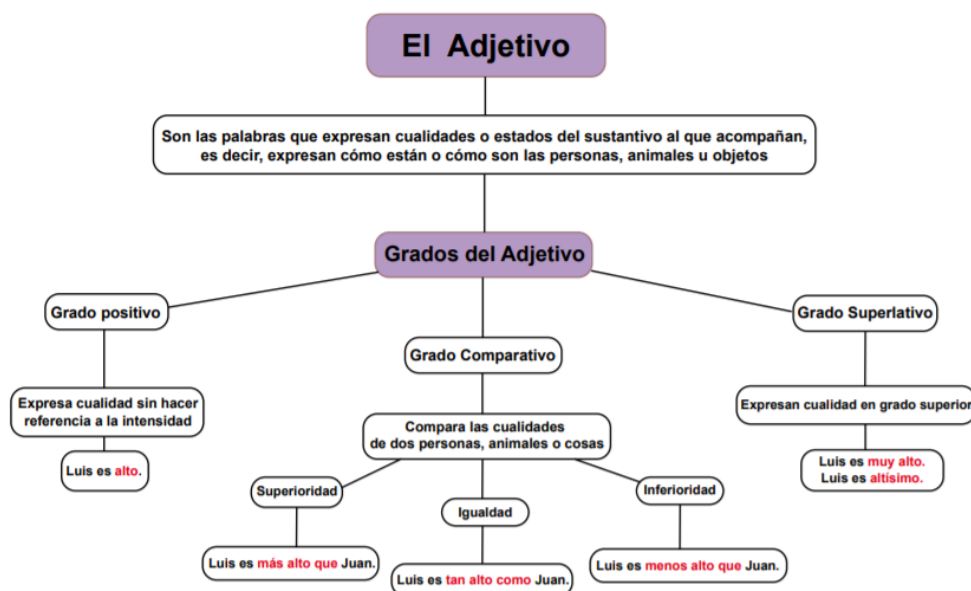 El Adjetivo
Son las palabras que expresan cualidades o estados del sustantivo al que acompañan,
es decir, expresan cómo están o cómo son las personas, animales u objetos
Grados del Adjetivo
Grado positivo
Expresa cualidad sin hacer
referencia a la intensidad
Luis es alto.
Grado Comparativo
Compara las cualidades
de dos personas, animales o cosas
Superioridad
Luis es más alto que Juan.
Igualdad
Luis es tan alto como Juan.
Inferioridad
Luis es menos alto que Juan.
Grado Superlativo
Expresan cualidad en grado superior
Luis es muy alto.
Luis es altísimo.